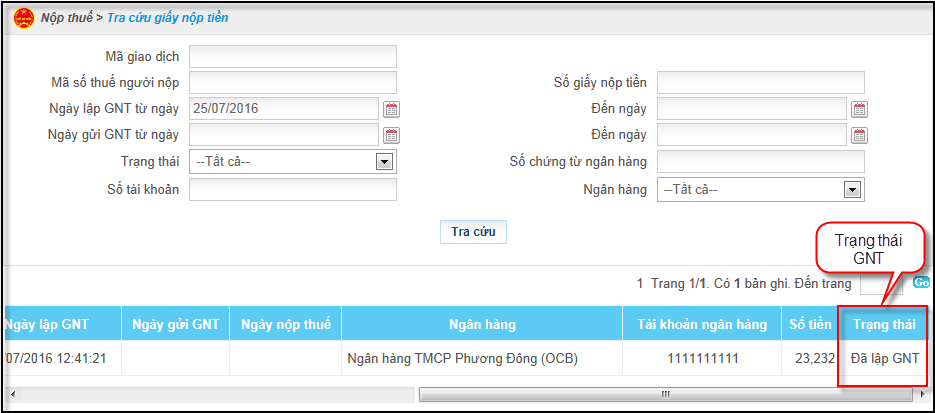 Nộp thuế > Tra cứu giấy nộp tiền
Mã giao dịch
Mã số thuế người nộp
Số giấy nộp tiền
Ngày lập GNT từ ngày 25/07/2016
Đến ngày
Ngày gửi GNT từ ngày
Đến ngày
Trạng thái --Tất cả--
Số chứng từ ngân hàng
Số tài khoản
Ngân hàng --Tất cả--
Tra cứu
Trạng thái
GNT
1 Trang 1/1. Có 1 bản ghi. Đến trang Go
Ngày lập GNT Ngày gửi GNT Ngày nộp thuế Ngân hàng Tài khoản ngân hàng Số tiền Trạng thái
/07/2016 12:41:21 Ngân hàng TMCP Phương Đông (OCB) 1111111111 23,232 Đã lập GNT